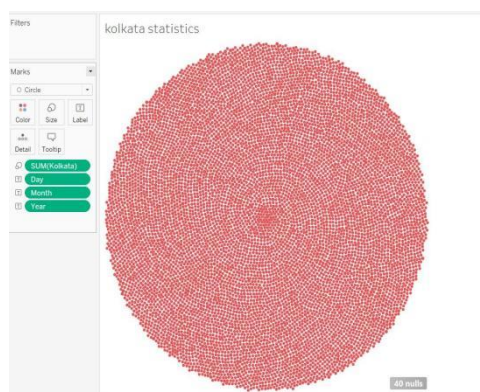 Filters
Marks
Circle
Color Size Label
Detail Tooltip
SUM(Kolkata)
Day
Month
Year
kolkata statistics
40 nulls